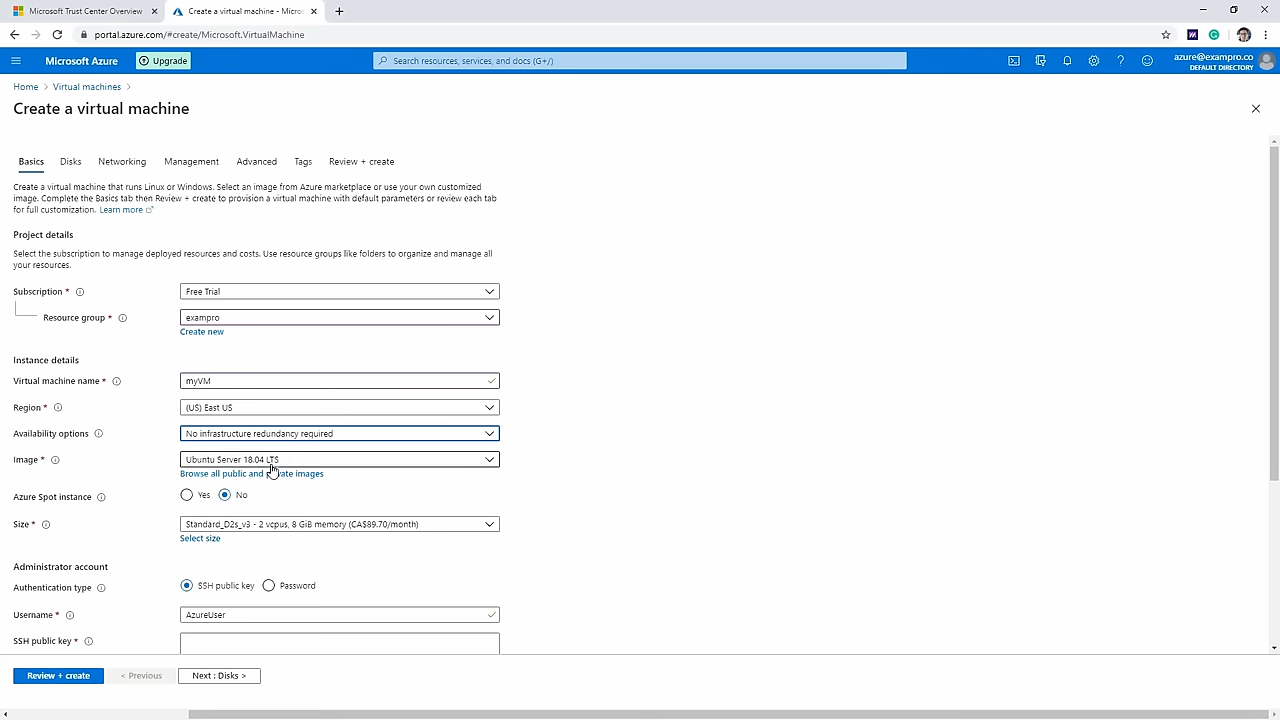 Microsoft Trust Center Overview
Create a virtual machine - Micros
portal.azure.com/#create/Microsoft.VirtualMachine
Microsoft Azure
Upgrade
Search resources, services, and docs (G+/)
azure@exampro.co
DEFAULT DIRECTORY
Home > Virtual machines >
Create a virtual machine
Basics Disks Networking Management Advanced Tags Review + create
Create a virtual machine that runs Linux or Windows. Select an image from Azure marketplace or use your own customized
image. Complete the Basics tab then Review + create to provision a virtual machine with default parameters or review each tab
for full customization. Learn more
Project details
Select the subscription to manage deployed resources and costs. Use resource groups like folders to organize and manage all
your resources.
Subscription * Free Trial
Resource group * exampro
Create new
Instance details
Virtual machine name * myVM
Region * (US) East US
Availability options No infrastructure redundancy required
Image * Ubuntu Server 18.04 LTS
Browse all public and private images
Azure Spot instance Yes No
Size * Standard_D2s_v3 - 2 vcpus, 8 GiB memory (CA$89.70/month)
Select size
Administrator account
Authentication type SSH public key Password
Username * AzureUser
SSH public key *
Review + create < Previous Next : Disks >